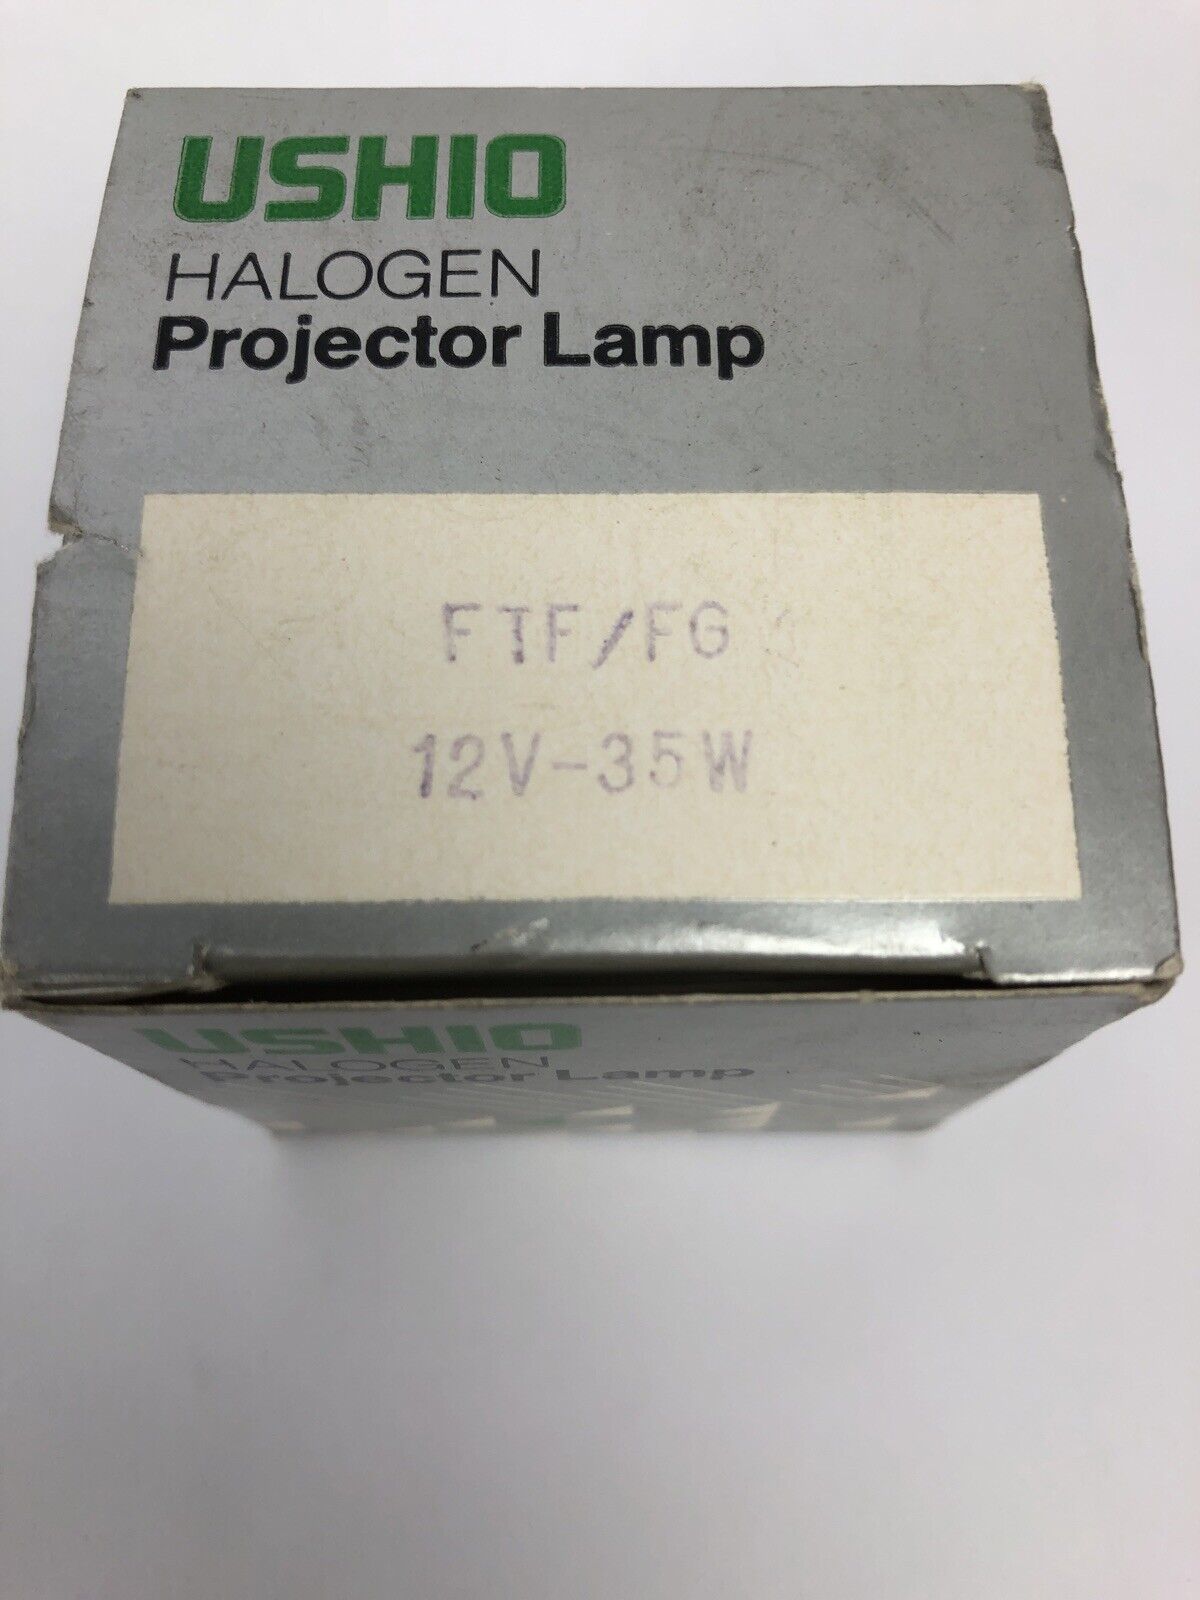 USHIO
HALOGEN
Projector Lamp
FTF/FG
12V-35W
USHIO
HALOGEN
Projector Lamp